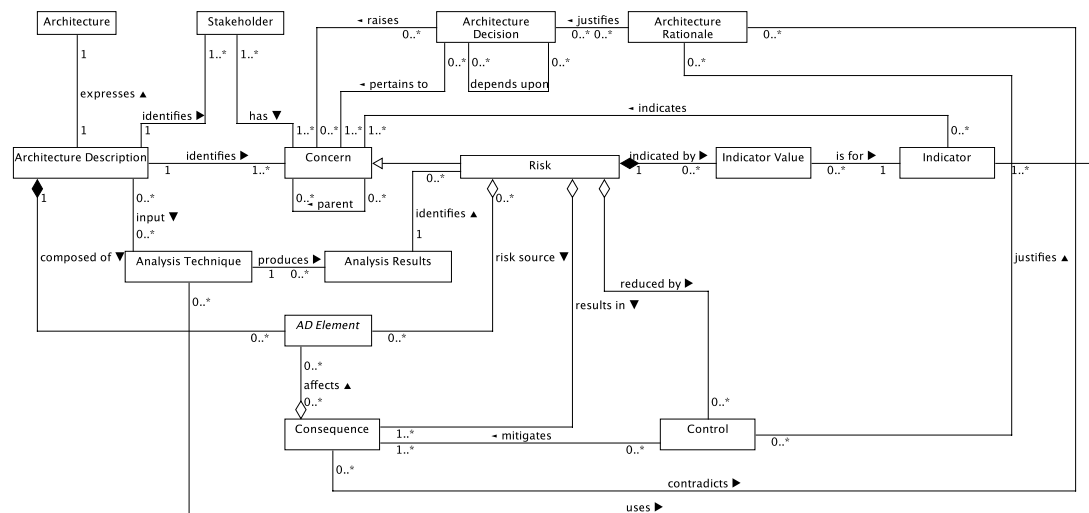 Architecture
Stakeholder
◄ raises
Architecture
Decision
◄ justifies
Architecture
Rationale
0..*
0..* 0..*
0..*
1
1..*
1..*
0..*
0..*
0..*
0..*
depends upon
◄ pertains to
expresses ▲
identifies ▶
has ▼
◄ indicates
1
1
1..*
0..*
1..*
1..*
0..*
Architecture Description
identifies ▶
Concern
Risk
indicated by ▶
Indicator Value
is for ▶
Indicator
1
1..*
1
0..*
0..*
1
1..*
0..*
1
0..*
0..*
◄ parent
0..*
0..*
input ▼
0..*
identifies ▲
1
composed of ▼
Analysis Technique
produces ▶
1
0..*
Analysis Results
risk source ▼
justifies ▲
reduced by ▶
results in ▼
0..*
AD Element
0..*
0..*
0..*
affects ▲
0..*
0..*
Consequence
1..*
◄ mitigates
1..*
0..*
Control
0..*
0..*
contradicts ▶
uses ▶